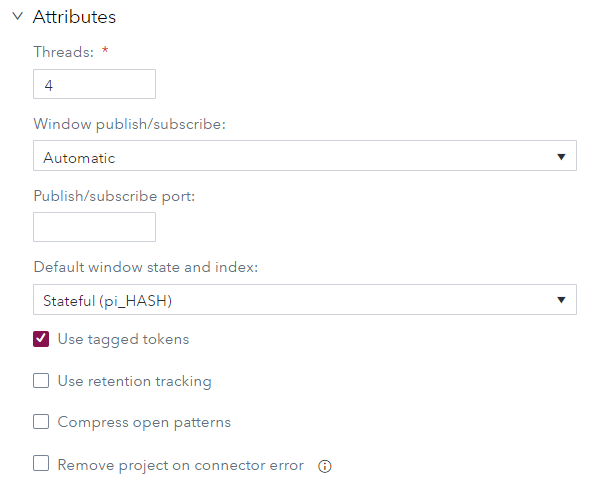 Attributes
Threads: *
4
Window publish/subscribe:
Automatic
Publish/subscribe port:
Default window state and index:
Stateful (pi_HASH)
Use tagged tokens
Use retention tracking
Compress open patterns
Remove project on connector error